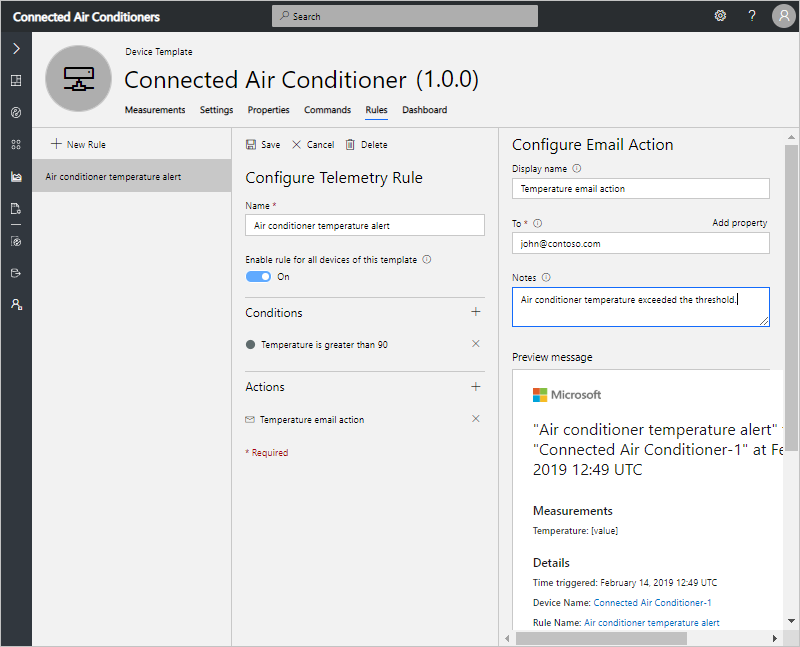 Connected Air Conditioners
Search
?
Device Template
Connected Air Conditioner (1.0.0)
Measurements Settings Properties Commands Rules Dashboard
New Rule
Air conditioner temperature alert
Save Cancel Delete
Configure Telemetry Rule
Name *
Air conditioner temperature alert
Enable rule for all devices of this template
On
Conditions
Temperature is greater than 90
Actions
Temperature email action
* Required
Configure Email Action
Display name
Temperature email action
To * Add property
john@contoso.com
Notes
Air conditioner temperature exceeded the threshold.
Preview message
Microsoft
"Air conditioner temperature alert"
"Connected Air Conditioner-1" at Fe
2019 12:49 UTC
Measurements
Temperature: [value]
Details
Time triggered: February 14, 2019 12:49 UTC
Device Name: Connected Air Conditioner-1
Rule Name: Air conditioner temperature alert